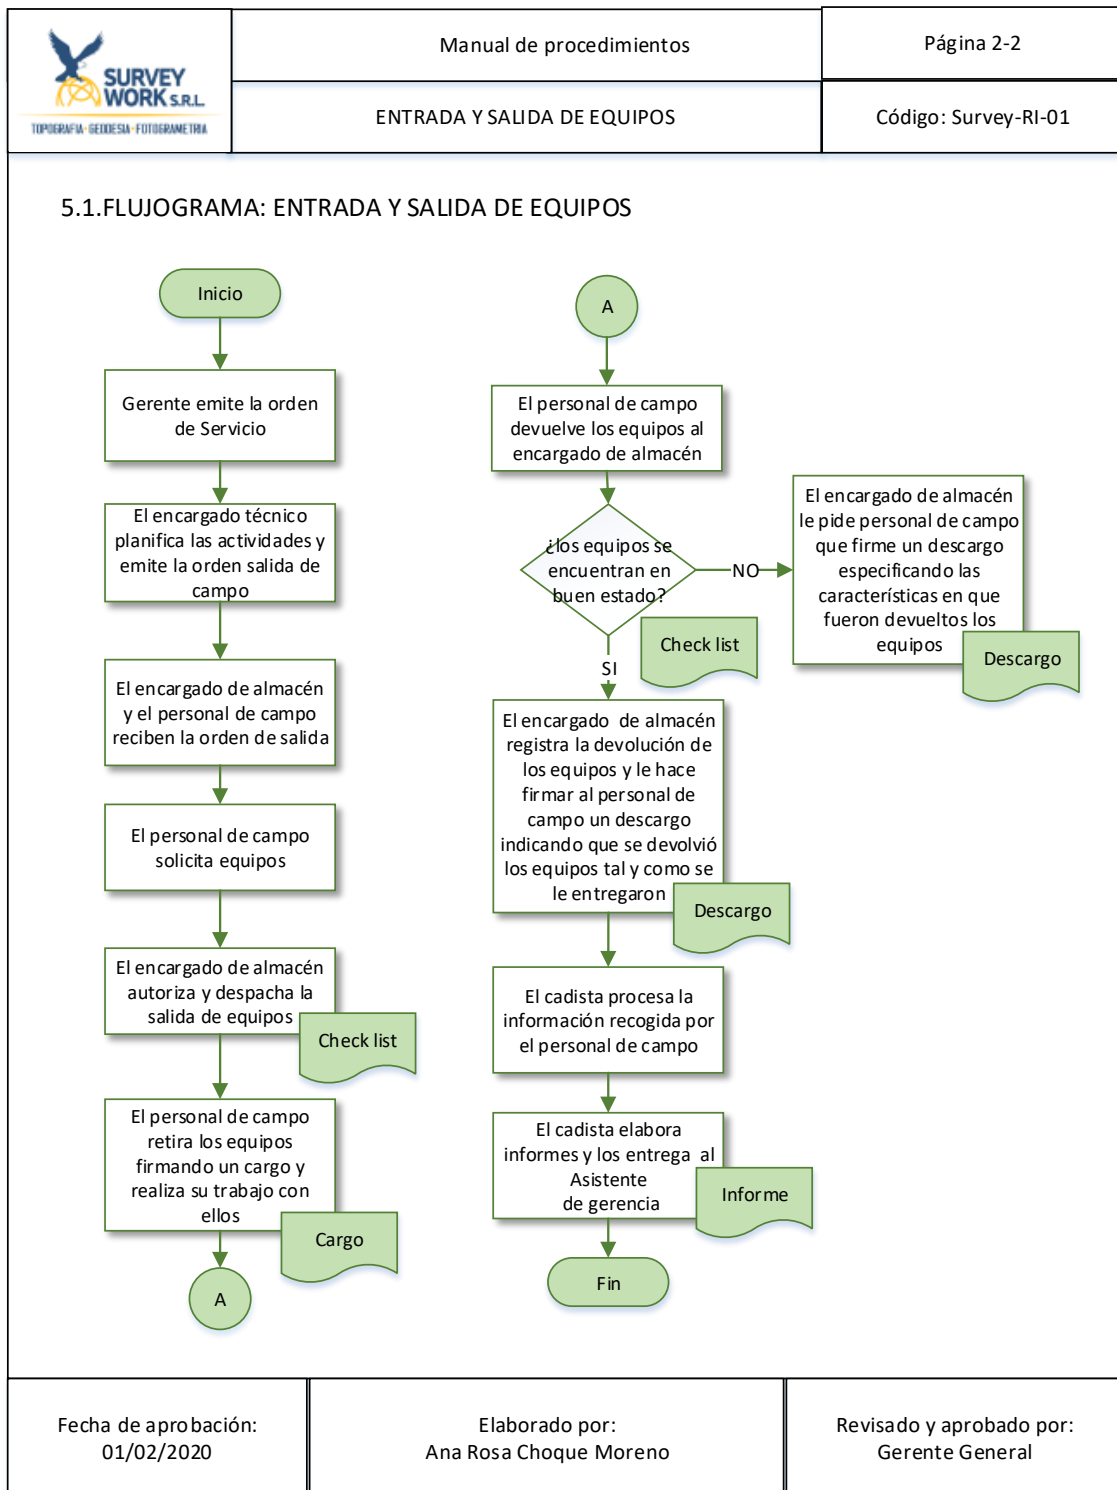 SURVEY
WORK S.R.L.
TOPOGRAFIA · GEODESIA · FOTOGRAMETRIA
Manual de procedimientos
Página 2-2
ENTRADA Y SALIDA DE EQUIPOS
Código: Survey-RI-01
5.1.FLUJOGRAMA: ENTRADA Y SALIDA DE EQUIPOS
Inicio
Gerente emite la orden
de Servicio
El encargado técnico
planifica las actividades y
emite la orden salida de
campo
El encargado de almacén
y el personal de campo
reciben la orden de salida
El personal de campo
solicita equipos
El encargado de almacén
autoriza y despacha la
salida de equipos
Check list
El personal de campo
retira los equipos
firmando un cargo y
realiza su trabajo con
ellos
Cargo
A
A
El personal de campo
devuelve los equipos al
encargado de almacén
¿los equipos se
encuentran en
buen estado?
NO
El encargado de almacén
le pide personal de campo
que firme un descargo
especificando las
características en que
fueron devueltos los
equipos
Descargo
Check list
SI
El encargado de almacén
registra la devolución de
los equipos y le hace
firmar al personal de
campo un descargo
indicando que se devolvió
los equipos tal y como se
le entregaron
Descargo
El cadista procesa la
información recogida por
el personal de campo
El cadista elabora
informes y los entrega al
Asistente
de gerencia
Informe
Fin
Fecha de aprobación:
01/02/2020
Elaborado por:
Ana Rosa Choque Moreno
Revisado y aprobado por:
Gerente General